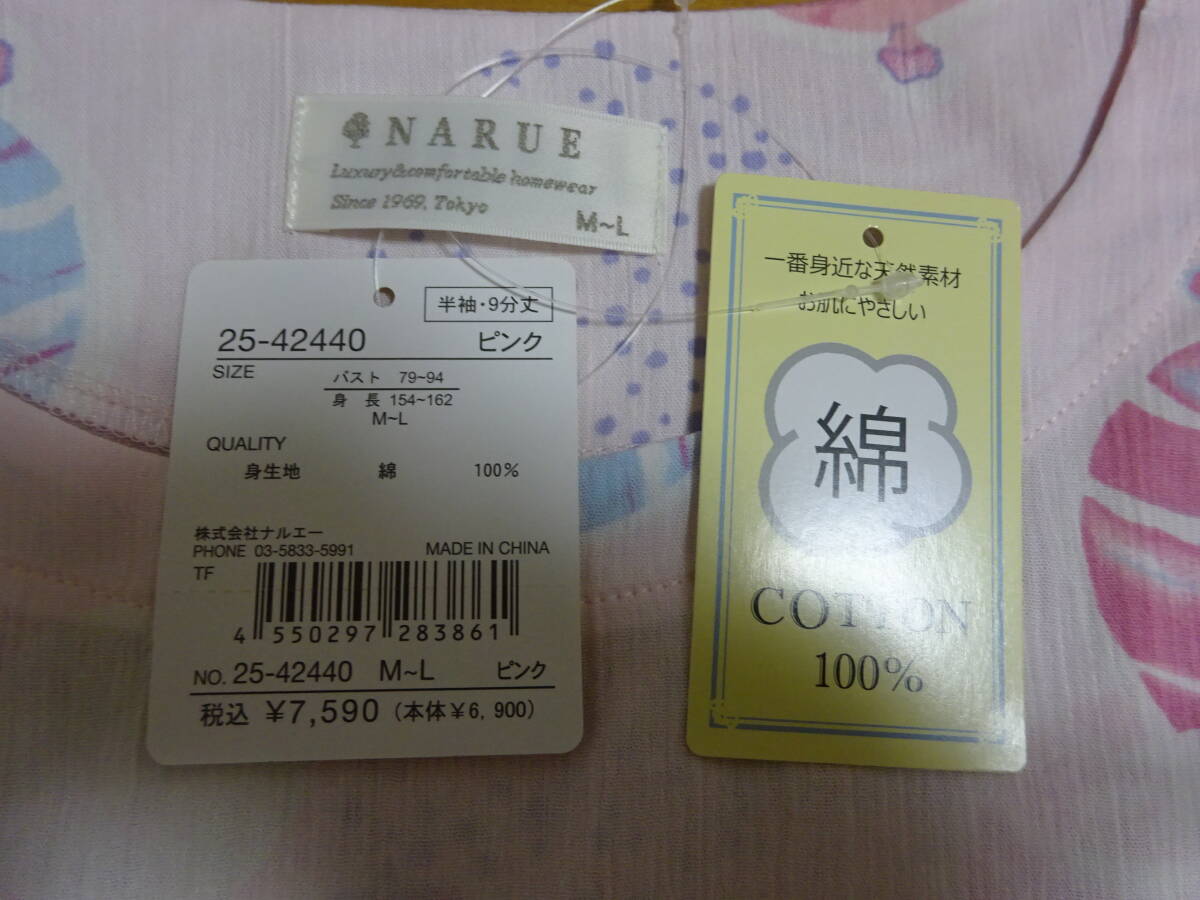 NARUE
Luxury&comfortable homewear
Since 1969, Tokyo
M~L
半袖・9分丈
25-42440 ピンク
SIZE
バスト 79~94
身 長 154~162
M~L
QUALITY
身生地 綿 100%
株式会社ナルエー
PHONE 03-5833-5991 MADE IN CHINA
TF
4 550297 283861
NO. 25-42440 M~L ピンク
税込 ¥7,590 (本体¥6,900)
一番身近な天然素材
お肌にやさしい
綿
COTTON
100%